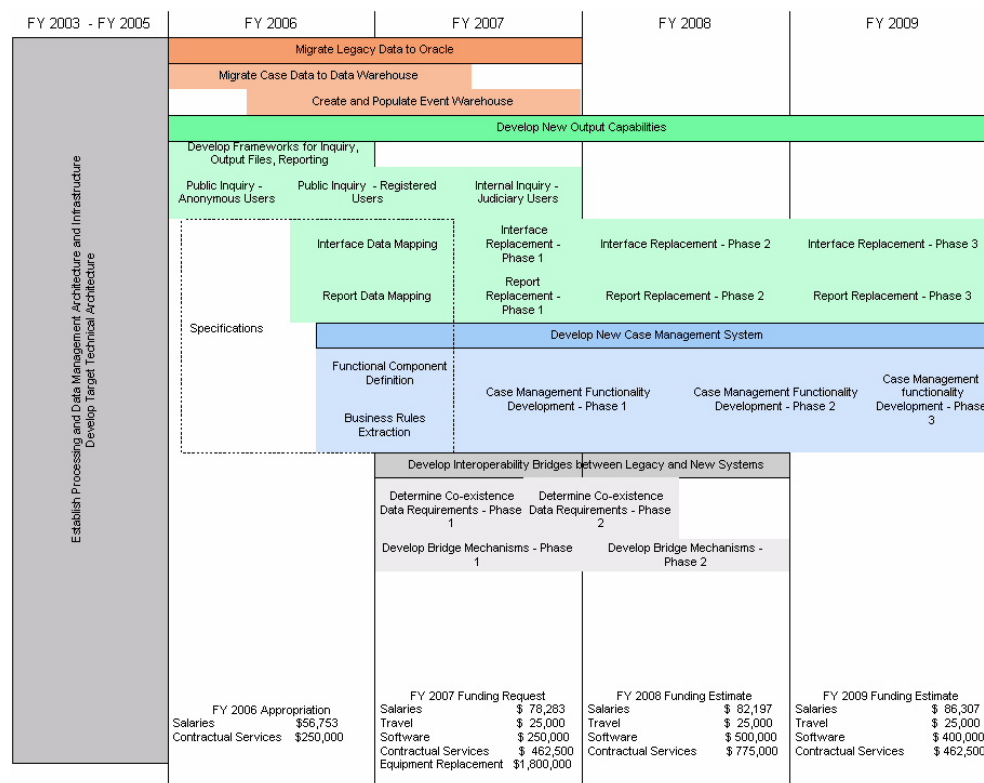 FY 2003 - FY 2005
FY 2006
FY 2007
FY 2008
FY 2009
Establish Processing and Data Management Architecture and Infrastructure
Develop Target Technical Architecture
Migrate Legacy Data to Oracle
Migrate Case Data to Data Warehouse
Create and Populate Event Warehouse
Develop New Output Capabilities
Develop Frameworks for Inquiry,
Output Files, Reporting
Public Inquiry -
Anonymous Users
Public Inquiry - Registered
Users
Internal Inquiry -
Judiciary Users
Interface Data Mapping
Interface
Replacement -
Phase 1
Interface Replacement - Phase 2
Interface Replacement - Phase 3
Report Data Mapping
Report
Replacement -
Phase 1
Report Replacement - Phase 2
Report Replacement - Phase 3
Specifications
Develop New Case Management System
Functional Component
Definition
Business Rules
Extraction
Case Management Functionality
Development - Phase 1
Case Management Functionality
Development - Phase 2
Case Management
functionality
Development - Phase
3
Develop Interoperability Bridges between Legacy and New Systems
Determine Co-existence
Data Requirements - Phase
1
Determine Co-existence
Data Requirements - Phase
2
Develop Bridge Mechanisms - Phase
1
Develop Bridge Mechanisms -
Phase 2
FY 2006 Appropriation
Salaries $56,753
Contractual Services $250,000
FY 2007 Funding Request
Salaries $ 78,283
Travel $ 25,000
Software $ 250,000
Contractual Services $ 462,500
Equipment Replacement $1,800,000
FY 2008 Funding Estimate
Salaries $ 82,197
Travel $ 25,000
Software $ 500,000
Contractual Services $ 775,000
FY 2009 Funding Estimate
Salaries $ 86,307
Travel $ 25,000
Software $ 400,000
Contractual Services $ 462,500